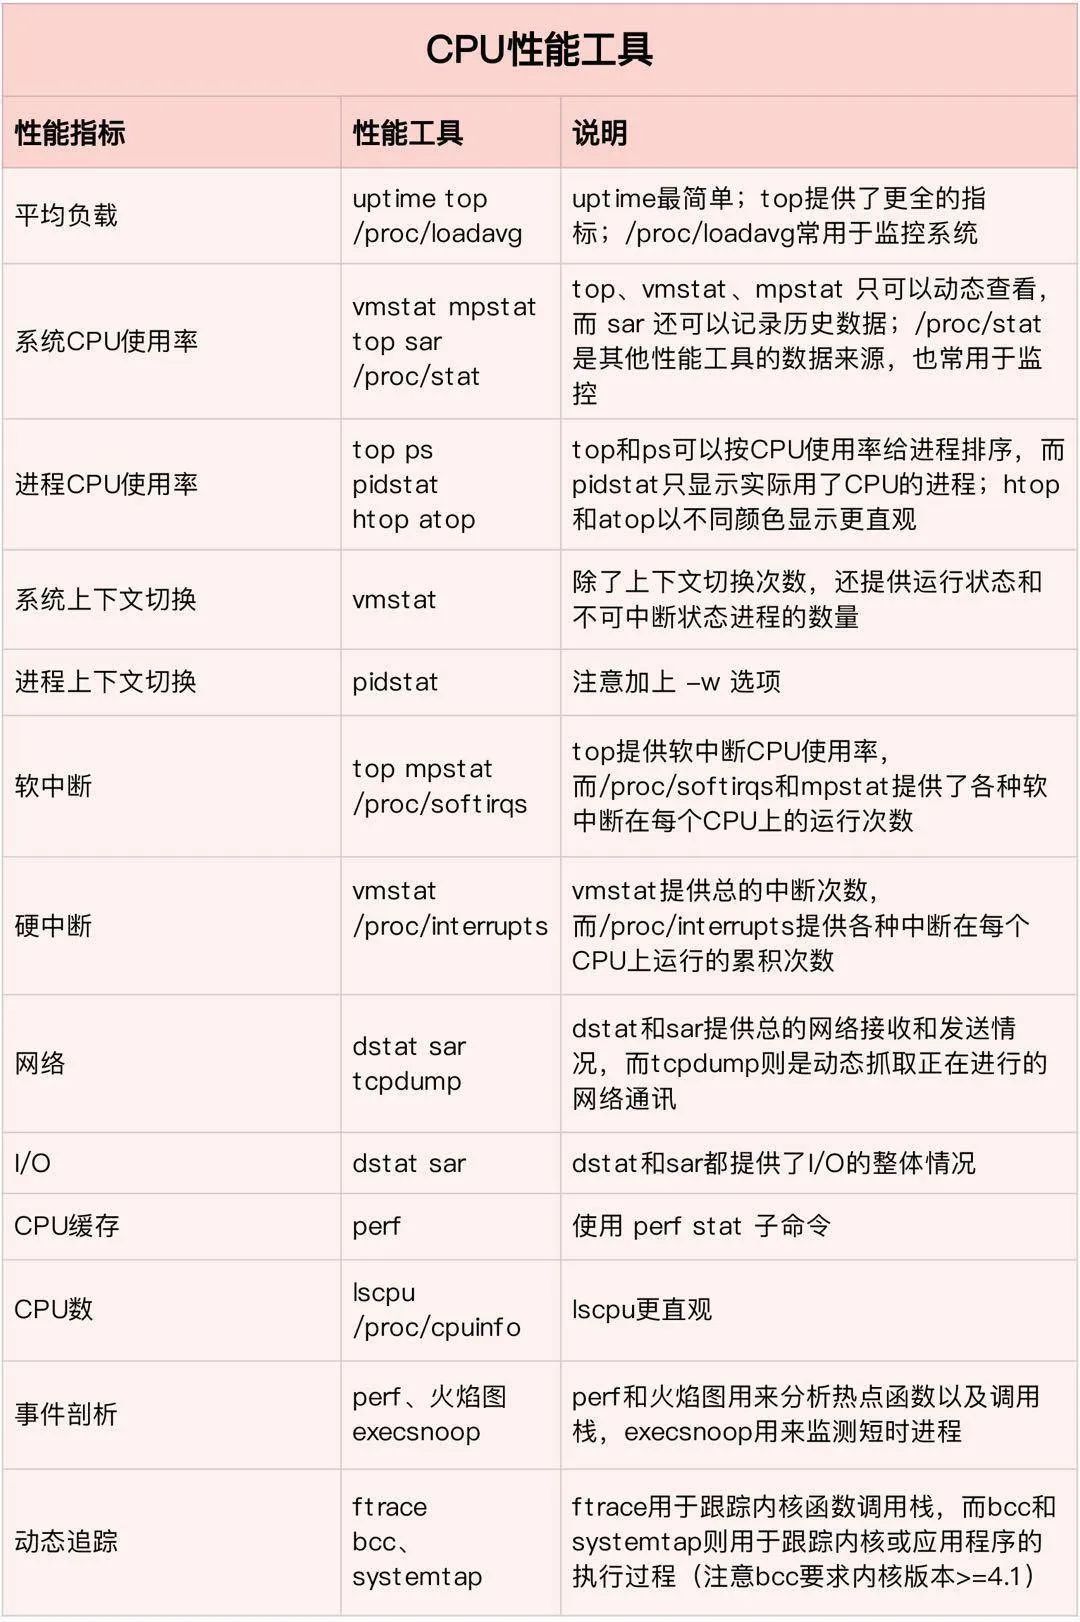 CPU性能工具
性能指标
性能工具
说明
平均负载
uptime top
/proc/loadavg
uptime最简单；top提供了更全的指
标；/proc/loadavg常用于监控系统
系统CPU使用率
vmstat mpstat
top sar
/proc/stat
top、vmstat、mpstat 只可以动态查看，
而 sar 还可以记录历史数据；/proc/stat
是其他性能工具的数据来源，也常用于监
控
进程CPU使用率
top ps
pidstat
htop atop
top和ps可以按CPU使用率给进程排序，而
pidstat只显示实际用了CPU的进程；htop
和atop以不同颜色显示更直观
系统上下文切换
vmstat
除了上下文切换次数，还提供运行状态和
不可中断状态进程的数量
进程上下文切换
pidstat
注意加上 –w 选项
软中断
top mpstat
/proc/softirqs
top提供软中断CPU使用率，
而/proc/softirqs和mpstat提供了各种软
中断在每个CPU上的运行次数
硬中断
vmstat
/proc/interrupts
vmstat提供总的中断次数，
而/proc/interrupts提供各种中断在每个
CPU上运行的累积次数
网络
dstat sar
tcpdump
dstat和sar提供总的网络接收和发送情
况，而tcpdump则是动态抓取正在进行的
网络通讯
I/O
dstat sar
dstat和sar都提供了I/O的整体情况
CPU缓存
perf
使用 perf stat 子命令
CPU数
lscpu
/proc/cpuinfo
lscpu更直观
事件剖析
perf、火焰图
execsnoop
perf和火焰图用来分析热点函数以及调用
栈，execsnoop用来监测短时进程
动态追踪
ftrace
bcc、
systemtap
ftrace用于跟踪内核函数调用栈，而bcc和
systemtap则用于跟踪内核或应用程序的
执行过程（注意bcc要求内核版本>=4.1）